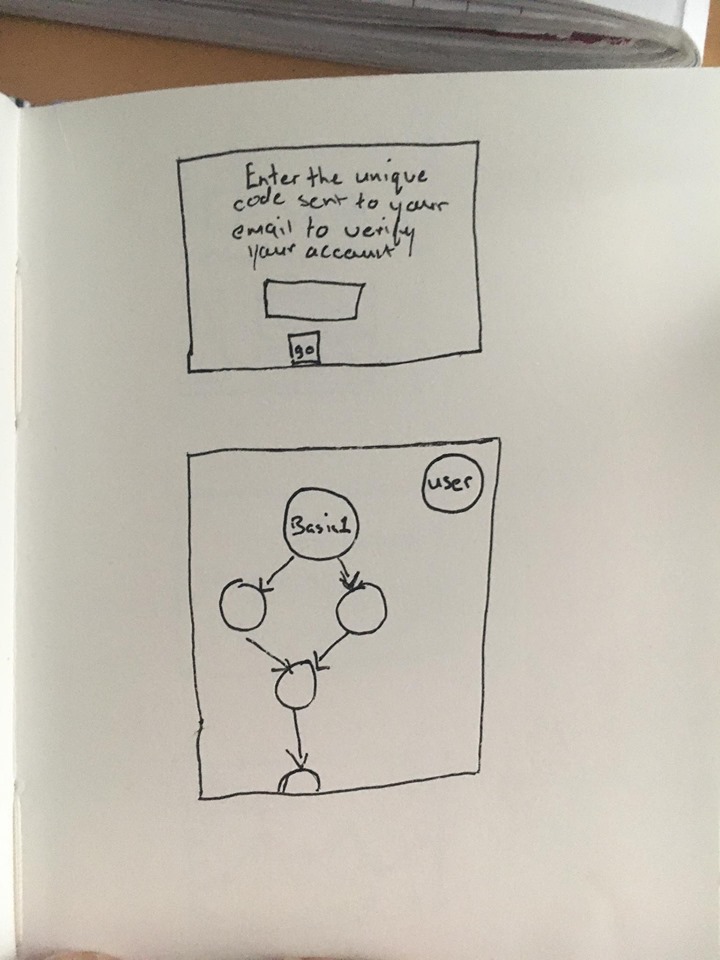 Enter the unique
code sent to your
email to verify
your account
go
user
Basic1